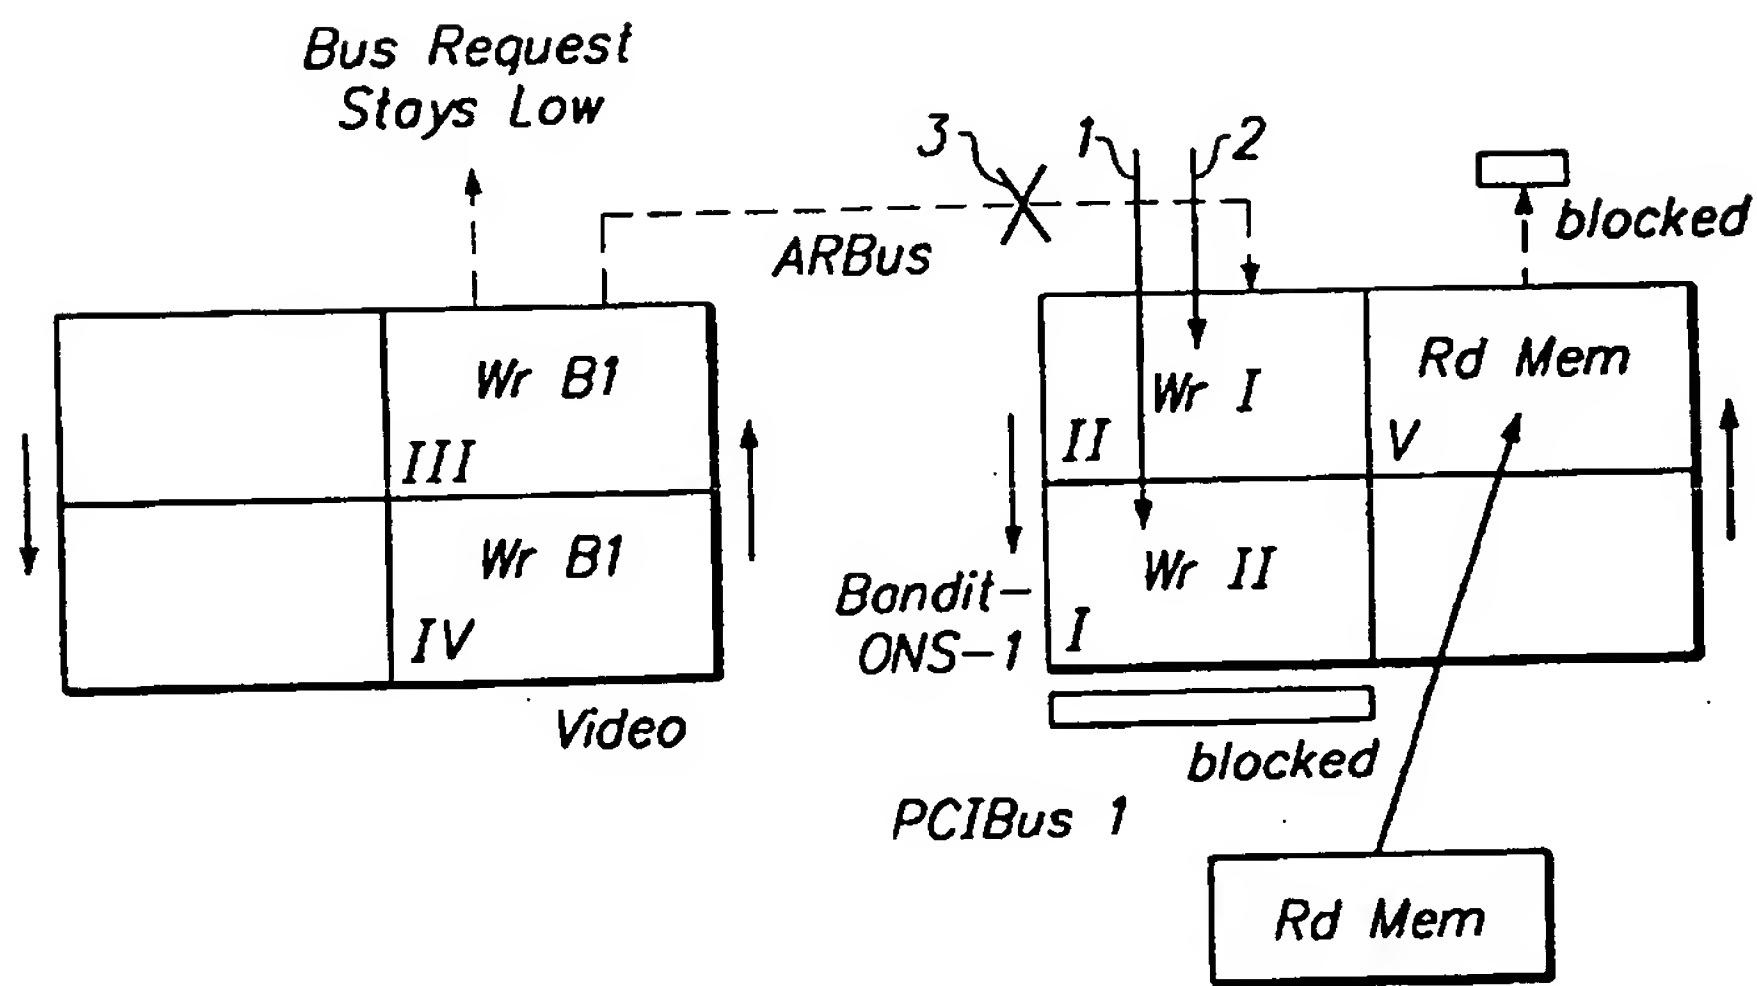 Bus Request
Stays Low
3
1
2
blocked
ARBus
Wr B1
III
Wr B1
IV
Video
Wr I
II
Rd Mem
V
Wr II
I
Bandit-
ONS-1
blocked
PCIBus 1
Rd Mem